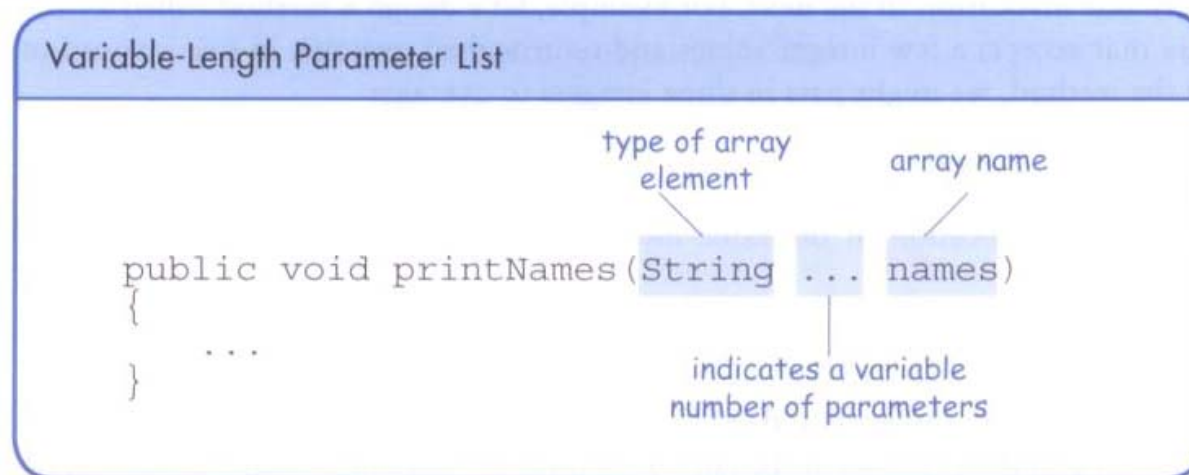 Variable-Length Parameter List
type of array
element
array name
public void printNames(String ... names)
{
...
}
indicates a variable
number of parameters